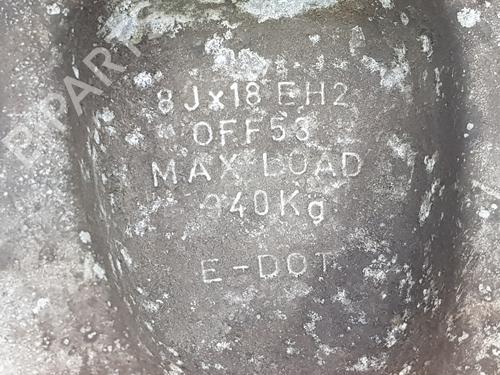 8Jx18 EH2
OFF53
MAX LOAD
E-DOT